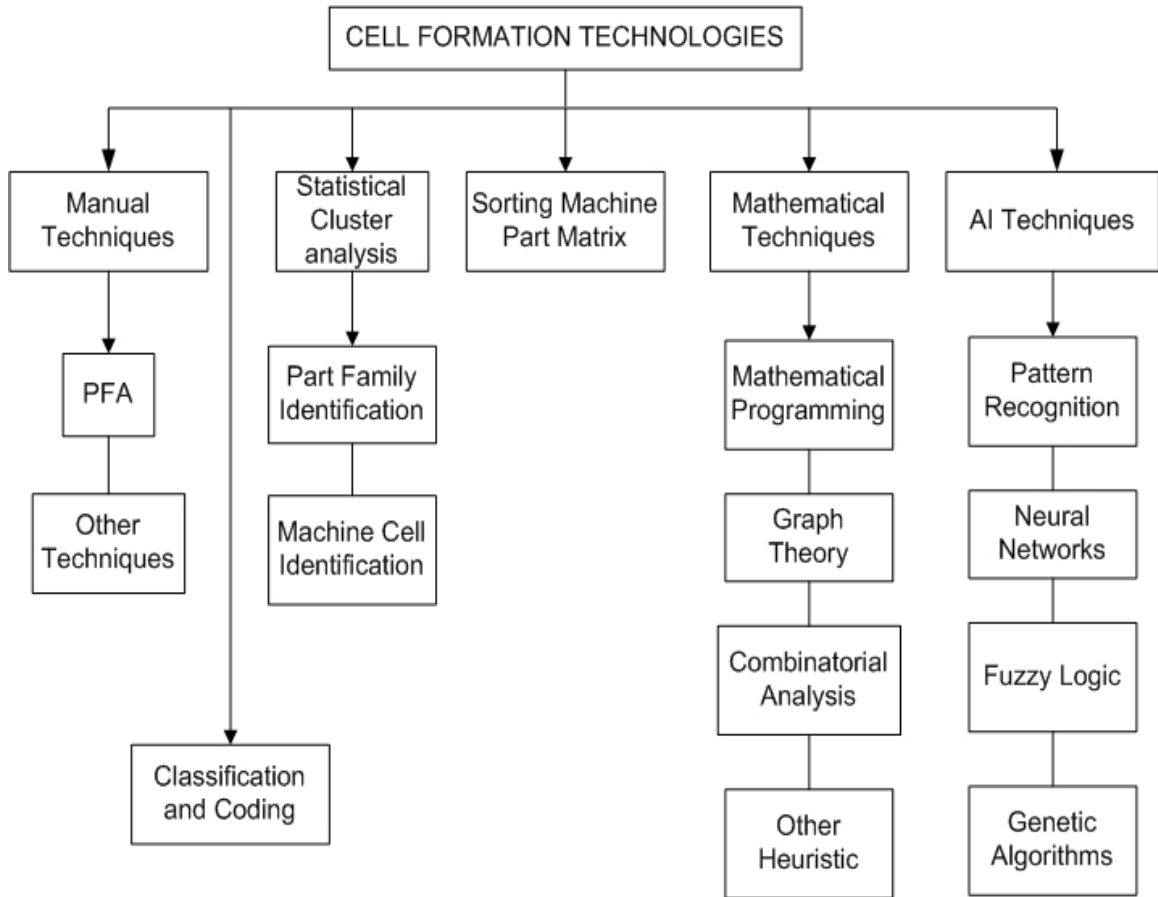 CELL FORMATION TECHNOLOGIES
Manual
Techniques
Statistical
Cluster
analysis
Sorting Machine
Part Matrix
Mathematical
Techniques
AI Techniques
PFA
Part Family
Identification
Mathematical
Programming
Pattern
Recognition
Other
Techniques
Machine Cell
Identification
Graph
Theory
Neural
Networks
Combinatorial
Analysis
Fuzzy Logic
Classification
and Coding
Other
Heuristic
Genetic
Algorithms